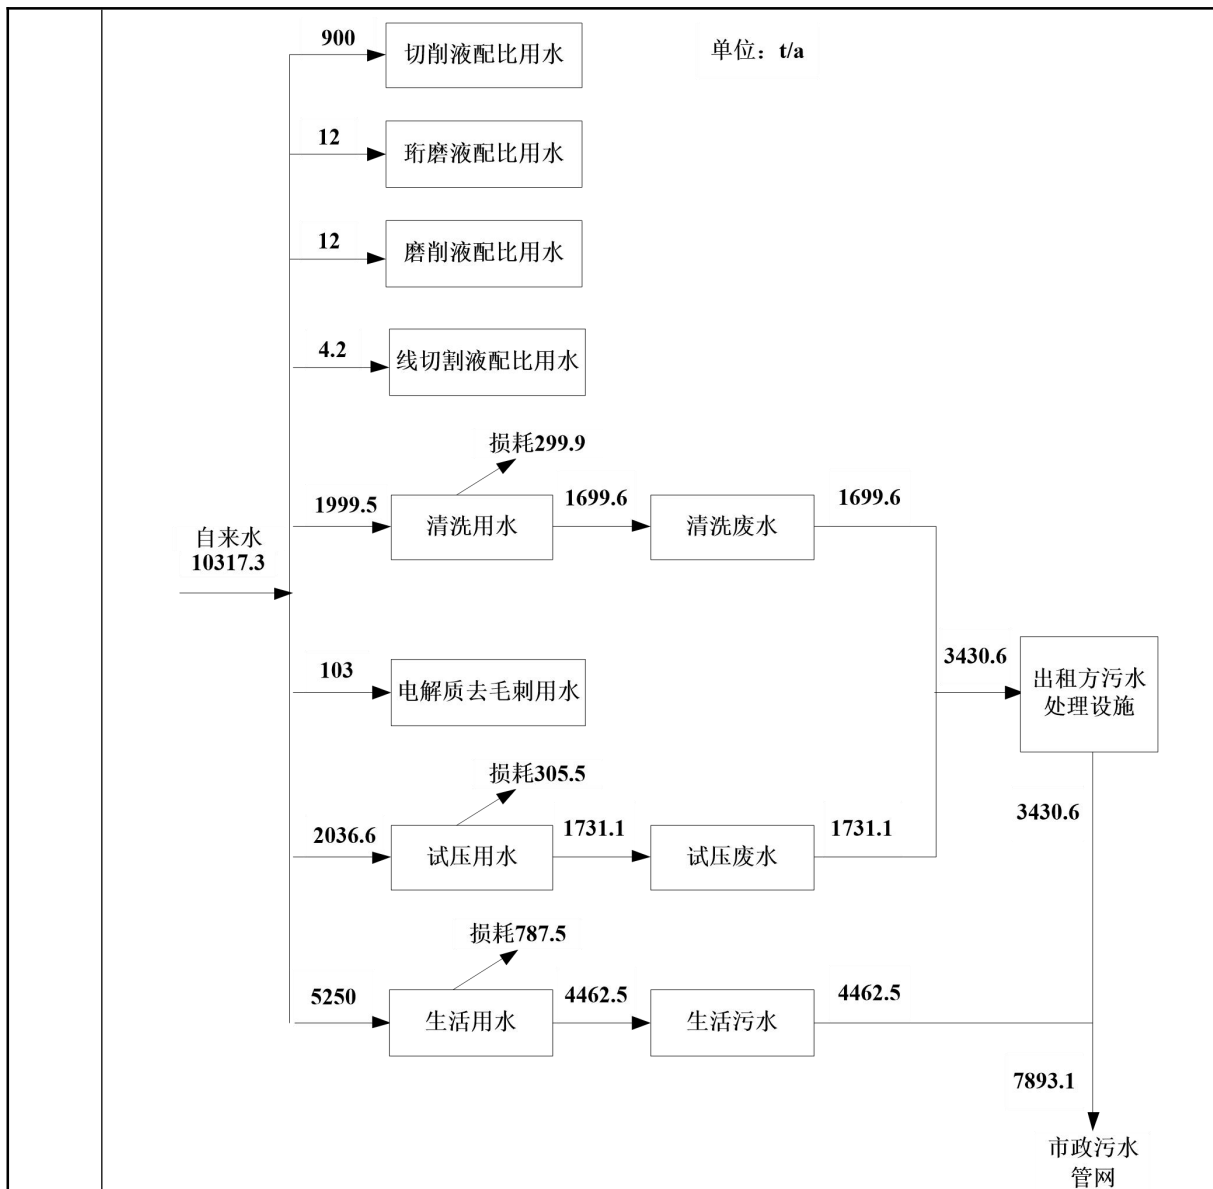 900
切削液配比用水
单位：t/a
12
珩磨液配比用水
12
磨削液配比用水
4.2
线切割液配比用水
损耗299.9
1999.5
清洗用水
1699.6
清洗废水
1699.6
自来水
10317.3
103
电解质去毛刺用水
3430.6
出租方污水
处理设施
损耗305.5
2036.6
试压用水
1731.1
试压废水
1731.1
3430.6
损耗787.5
5250
生活用水
4462.5
生活污水
4462.5
7893.1
市政污水
管网